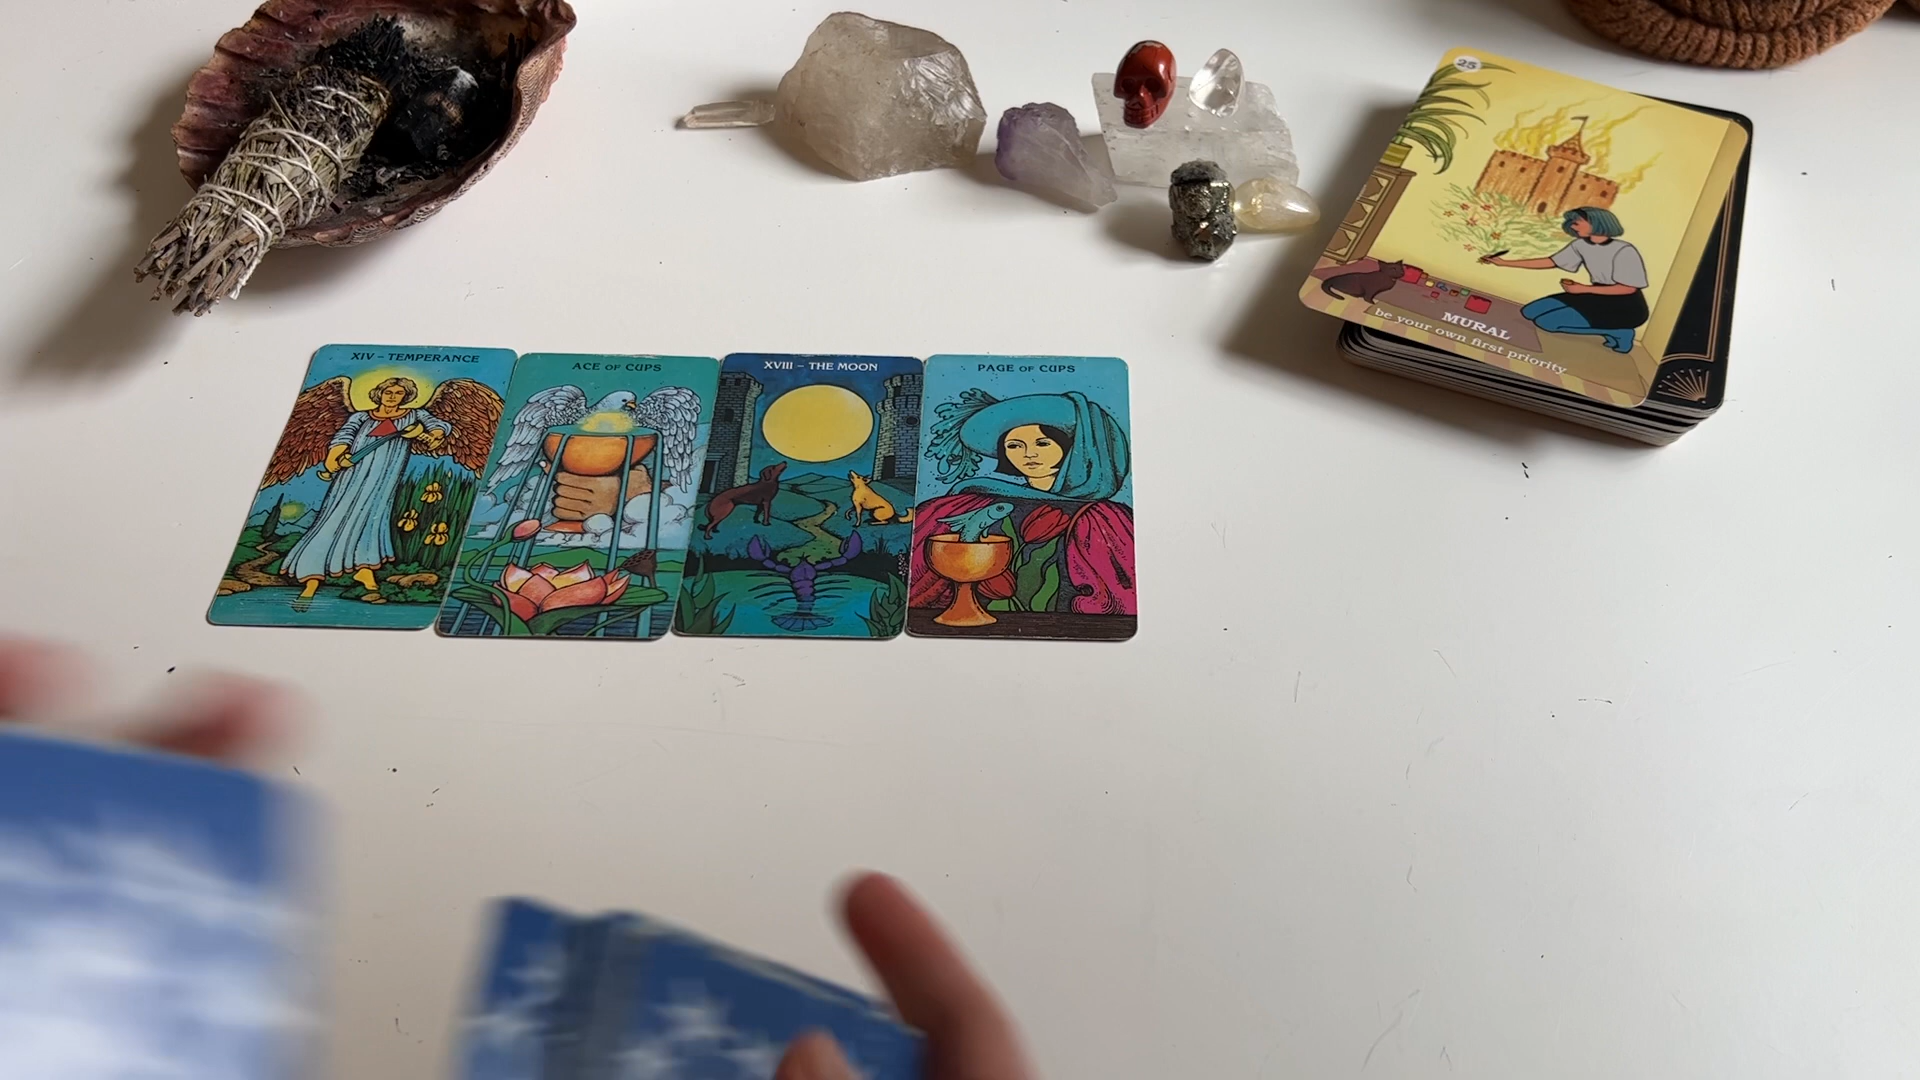 XIV – TEMPERANCE
ACE OF CUPS
XVIII – THE MOON
PAGE OF CUPS
25
MURAL
be your own first priority